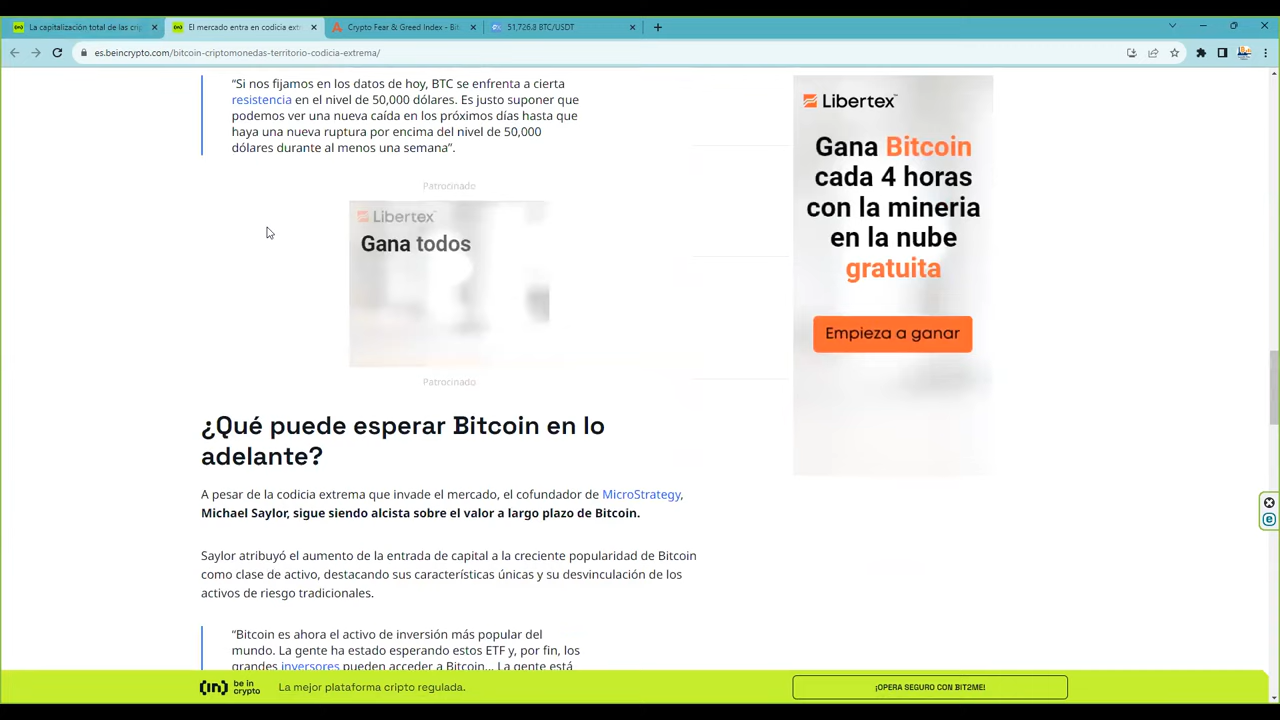 La capitalización total de las crip
El mercado entra en codicia extr
Crypto Fear & Greed Index - Bit
51,726.3 BTC/USDT
es.beincrypto.com/bitcoin-criptomonedas-territorio-codicia-extrema/
“Si nos fijamos en los datos de hoy, BTC se enfrenta a cierta
resistencia en el nivel de 50,000 dólares. Es justo suponer que
podemos ver una nueva caída en los próximos días hasta que
haya una nueva ruptura por encima del nivel de 50,000
dólares durante al menos una semana”.
Patrocinado
Libertex
Gana todos
Patrocinado
¿Qué puede esperar Bitcoin en lo
adelante?
A pesar de la codicia extrema que invade el mercado, el cofundador de MicroStrategy,
Michael Saylor, sigue siendo alcista sobre el valor a largo plazo de Bitcoin.
Saylor atribuyó el aumento de la entrada de capital a la creciente popularidad de Bitcoin
como clase de activo, destacando sus características únicas y su desvinculación de los
activos de riesgo tradicionales.
“Bitcoin es ahora el activo de inversión más popular del
mundo. La gente ha estado esperando estos ETF y, por fin, los
grandes inversores pueden acceder a Bitcoin... La gente está
Libertex™
Gana Bitcoin
cada 4 horas
con la mineria
en la nube
gratuita
Empieza a ganar
(in) be in
crypto
La mejor plataforma cripto regulada.
¡OPERA SEGURO CON BIT2ME!